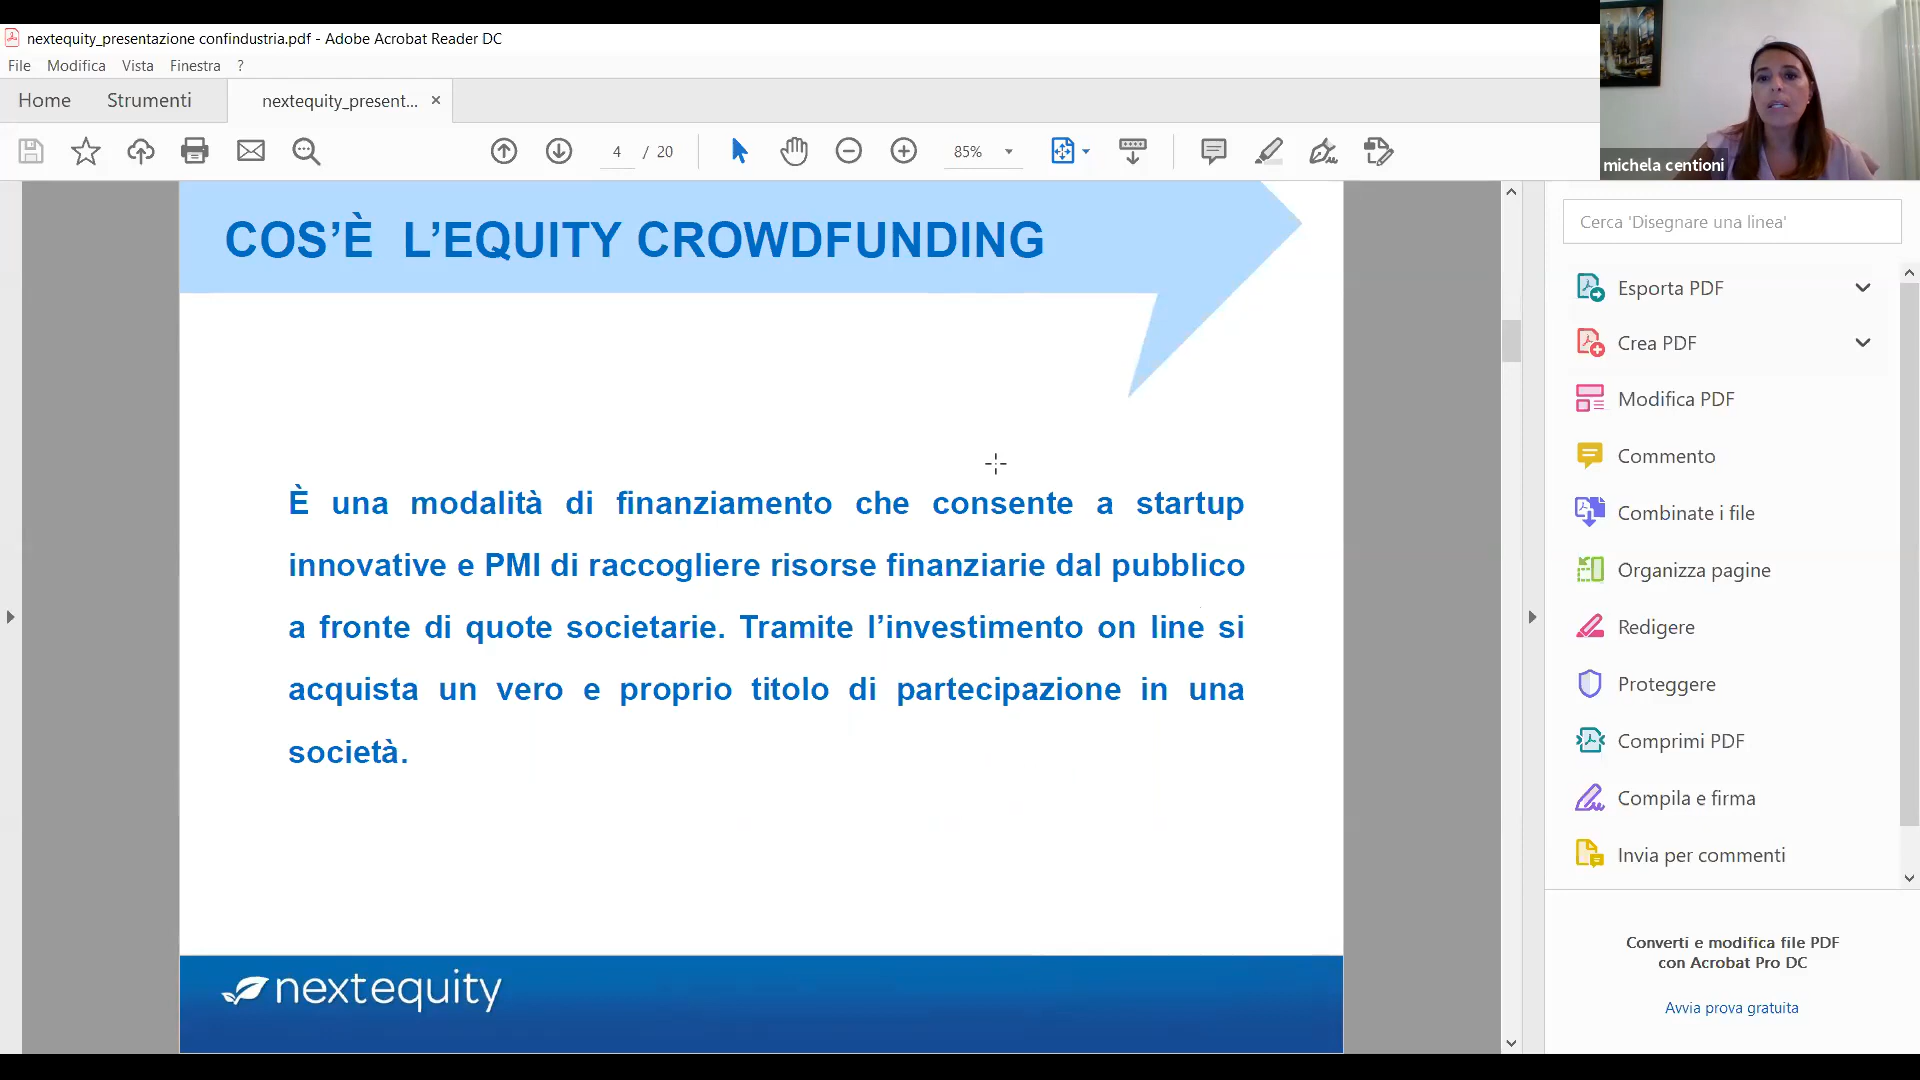 nextequity_presentazione confindustria.pdf - Adobe Acrobat Reader DC
File Modifica Vista Finestra ?
Home Strumenti nextequity_present... ×
4 / 20 85%
michela centioni
COS’È L’EQUITY CROWDFUNDING
È una modalità di finanziamento che consente a startup
innovative e PMI di raccogliere risorse finanziarie dal pubblico
a fronte di quote societarie. Tramite l’investimento on line si
acquista un vero e proprio titolo di partecipazione in una
società.
nextequity
Cerca 'Disegnare una linea'
Esporta PDF
Crea PDF
Modifica PDF
Commento
Combinate i file
Organizza pagine
Redigere
Proteggere
Comprimi PDF
Compila e firma
Invia per commenti
Converti e modifica file PDF
con Acrobat Pro DC
Avvia prova gratuita